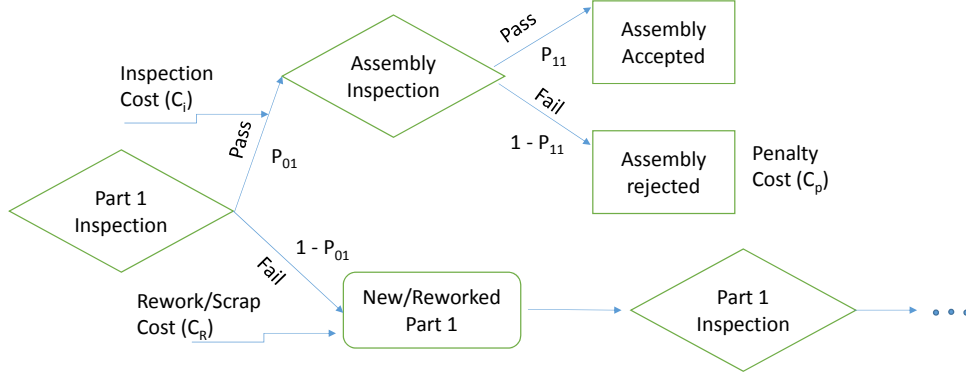 Pass
P11
Assembly
Accepted
Assembly
Inspection
Inspection
Cost (Ci)
Fail
1 - P11
Pass
P01
Assembly
rejected
Penalty
Cost (Cp)
Part 1
Inspection
1 - P01
Fail
Rework/Scrap
Cost (CR)
New/Reworked
Part 1
Part 1
Inspection